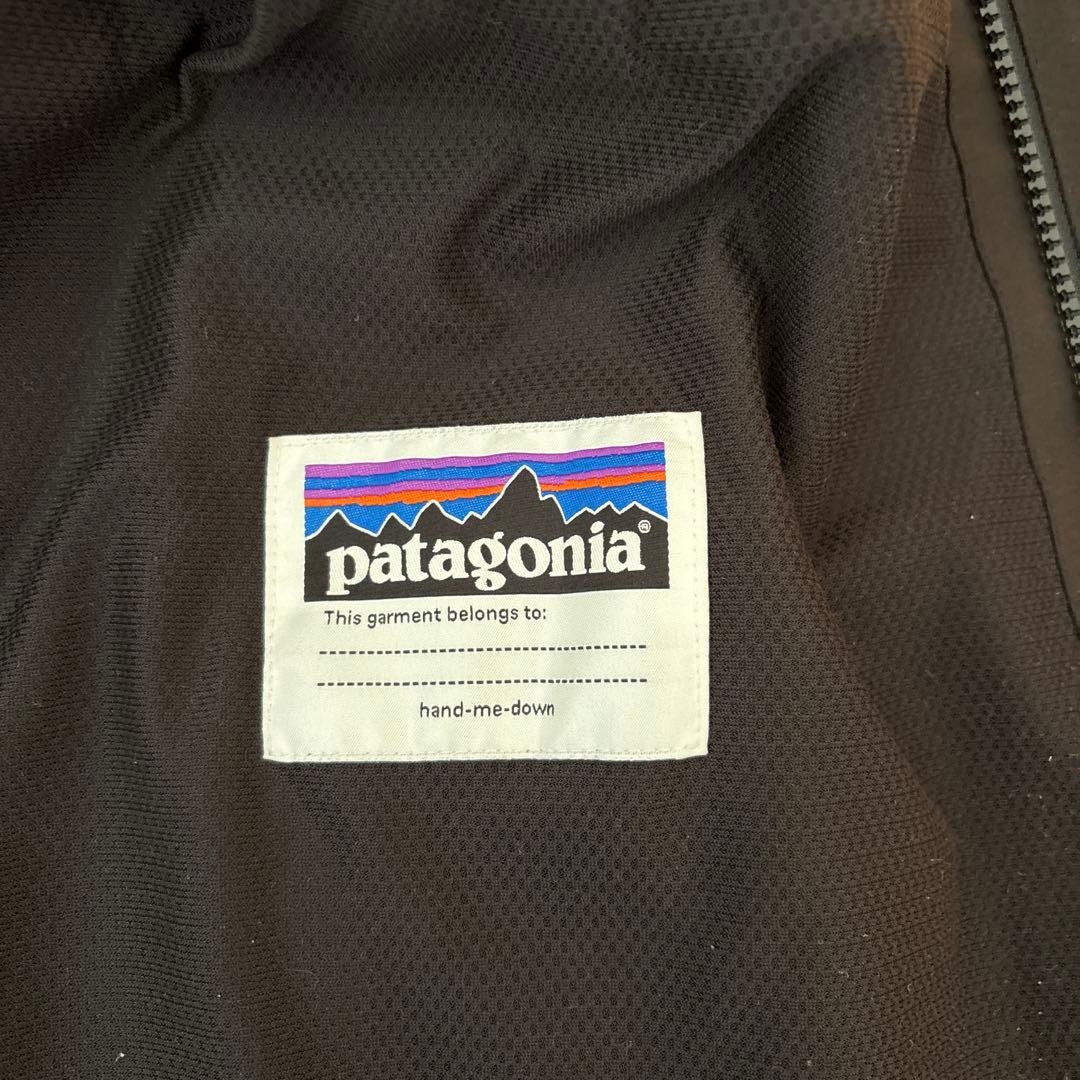 patagonia®
This garment belongs to:
hand-me-down